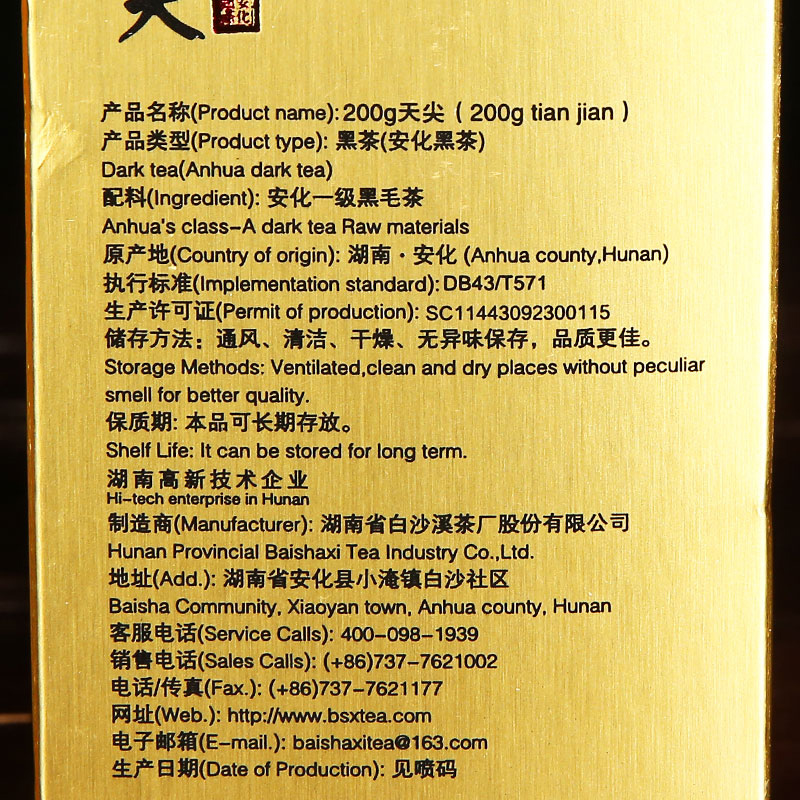 产品名称(Product name): 200g天尖 ( 200g tian jian )
产品类型(Product type): 黑茶(安化黑茶)
Dark tea(Anhua dark tea)
配料(Ingredient): 安化一级黑毛茶
Anhua's class–A dark tea Raw materials
原产地(Country of origin): 湖南·安化 (Anhua county,Hunan)
执行标准(Implementation standard): DB43/T571
生产许可证(Permit of production): SC11443092300115
储存方法：通风、清洁、干燥、无异味保存，品质更佳。
Storage Methods: Ventilated,clean and dry places without peculiar
smell for better quality.
保质期: 本品可长期存放。
Shelf Life: It can be stored for long term.
湖南高新技术企业
Hi–tech enterprise in Hunan
制造商(Manufacturer): 湖南省白沙溪茶厂股份有限公司
Hunan Provincial Baishaxi Tea Industry Co.,Ltd.
地址(Add.): 湖南省安化县小淹镇白沙社区
Baisha Community, Xiaoyan town, Anhua county, Hunan
客服电话(Service Calls): 400–098–1939
销售电话(Sales Calls): (+86)737–7621002
电话/传真(Fax.): (+86)737–7621177
网址(Web.): http://www.bsxtea.com
电子邮箱(E–mail.): baishaxitea@163.com
生产日期(Date of Production): 见喷码